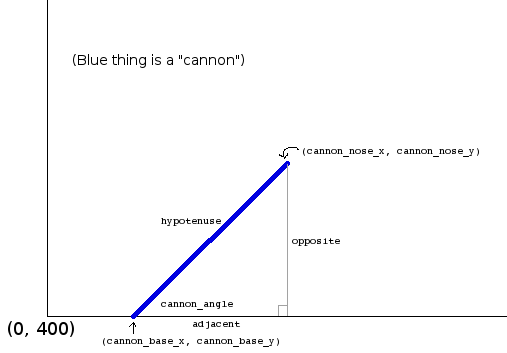 (Blue thing is a "cannon")
(cannon_nose_x, cannon_nose_y)
hypotenuse
opposite
cannon_angle
adjacent
(0, 400)
(cannon_base_x, cannon_base_y)